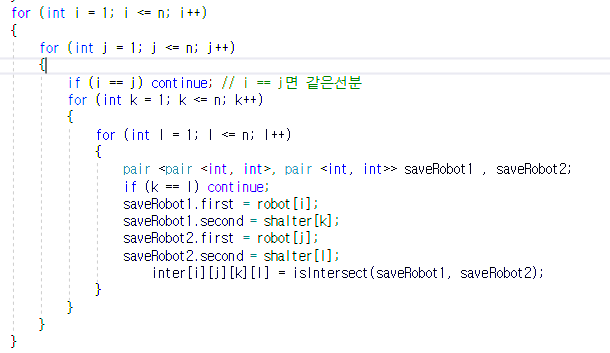 for (int i = 1; i <= n; i++)
{
for (int j = 1; j <= n; j++)
{
if (i == j) continue; // i == j면 같은선분
for (int k = 1; k <= n; k++)
{
for (int l = 1; l <= n; l++)
{
pair <pair <int, int>, pair <int, int>> saveRobot1 , saveRobot2;
if (k == l) continue;
saveRobot1.first = robot[i];
saveRobot1.second = shalter[k];
saveRobot2.first = robot[j];
saveRobot2.second = shalter[l];
inter[i][j][k][l] = isIntersect(saveRobot1, saveRobot2);
}
}
}
}